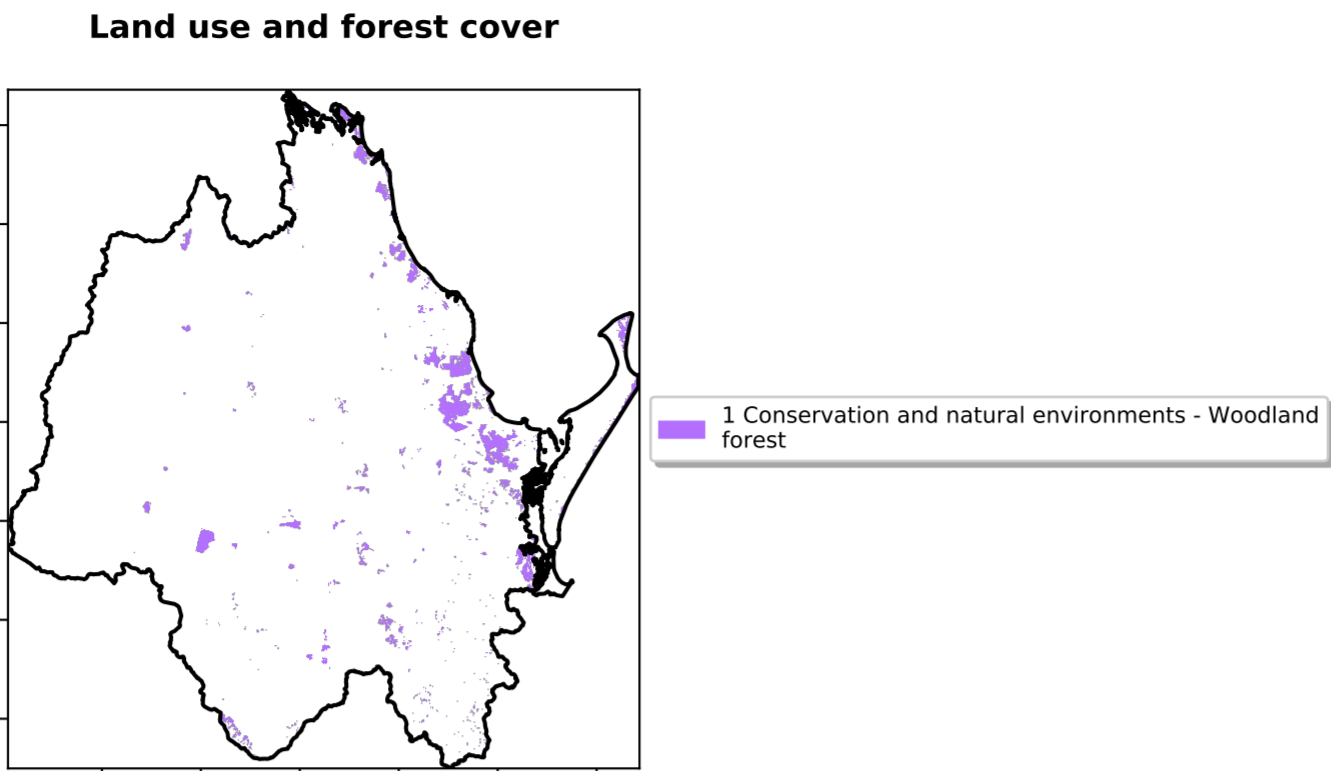 Land use and forest cover
1 Conservation and natural environments - Woodland
forest